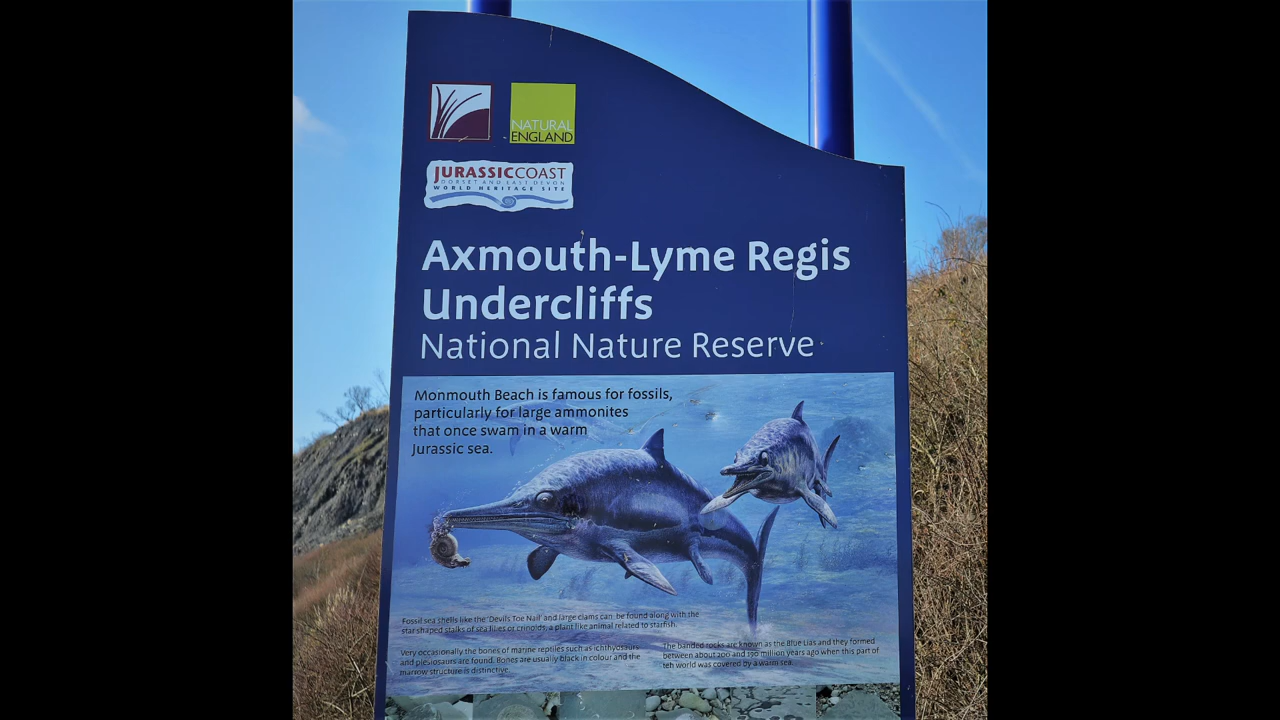 NATURAL
ENGLAND
JURASSICCOAST
DORSET AND EAST DEVON
WORLD HERITAGE SITE
Axmouth-Lyme Regis
Undercliffs
National Nature Reserve
Monmouth Beach is famous for fossils,
particularly for large ammonites
that once swam in a warm
Jurassic sea.
Fossil sea shells like the 'Devils Toe Nail' and large clams can be found along with the
star shaped stalks of sea lilies or crinoids, a plant like animal related to starfish.
Very occasionally the bones of marine reptiles such as ichthyosaurs
and plesiosaurs are found. Bones are usually black in colour and the
marrow structure is distinctive.
The banded rocks are known as the Blue Lias and they formed
between about 200 and 190 million years ago when this part of
teh world was covered by a warm sea.